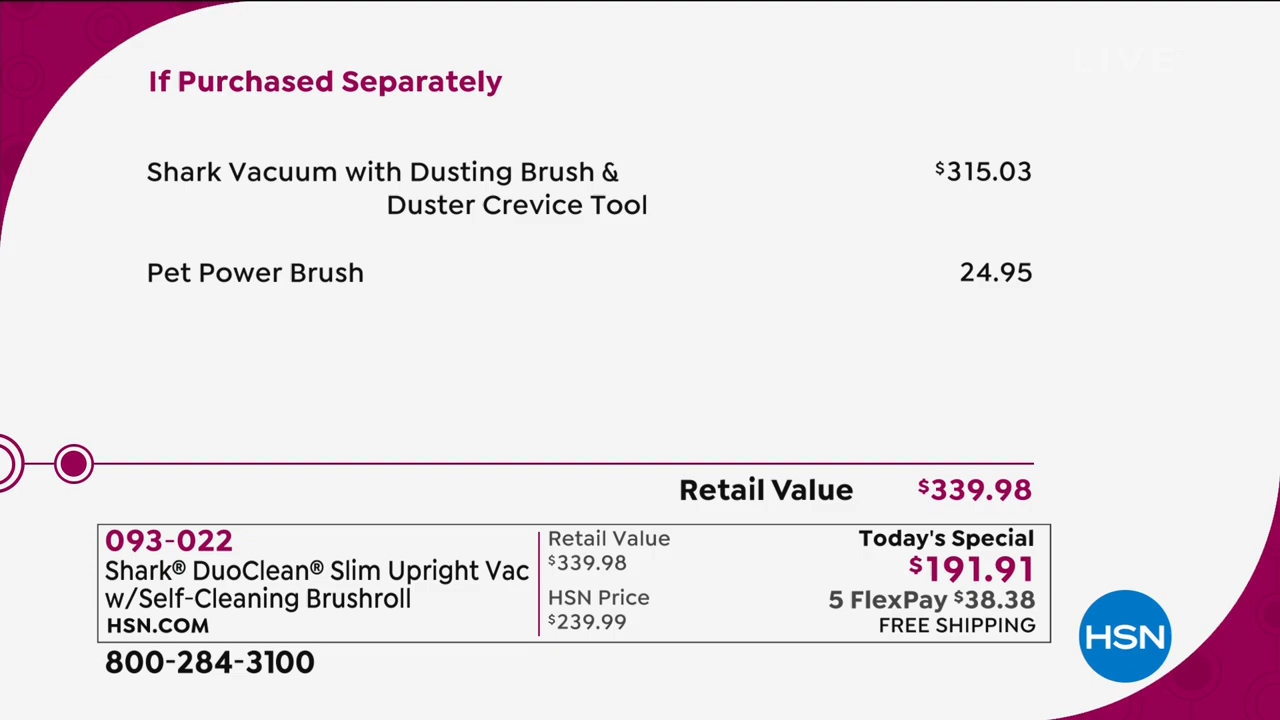 LIVE
If Purchased Separately
Shark Vacuum with Dusting Brush & $315.03
Duster Crevice Tool
Pet Power Brush 24.95
Retail Value $339.98
093-022
Shark® DuoClean® Slim Upright Vac
w/Self-Cleaning Brushroll
HSN.COM
Retail Value
$339.98
HSN Price
$239.99
Today's Special
$191.91
5 FlexPay $38.38
FREE SHIPPING
800-284-3100
HSN